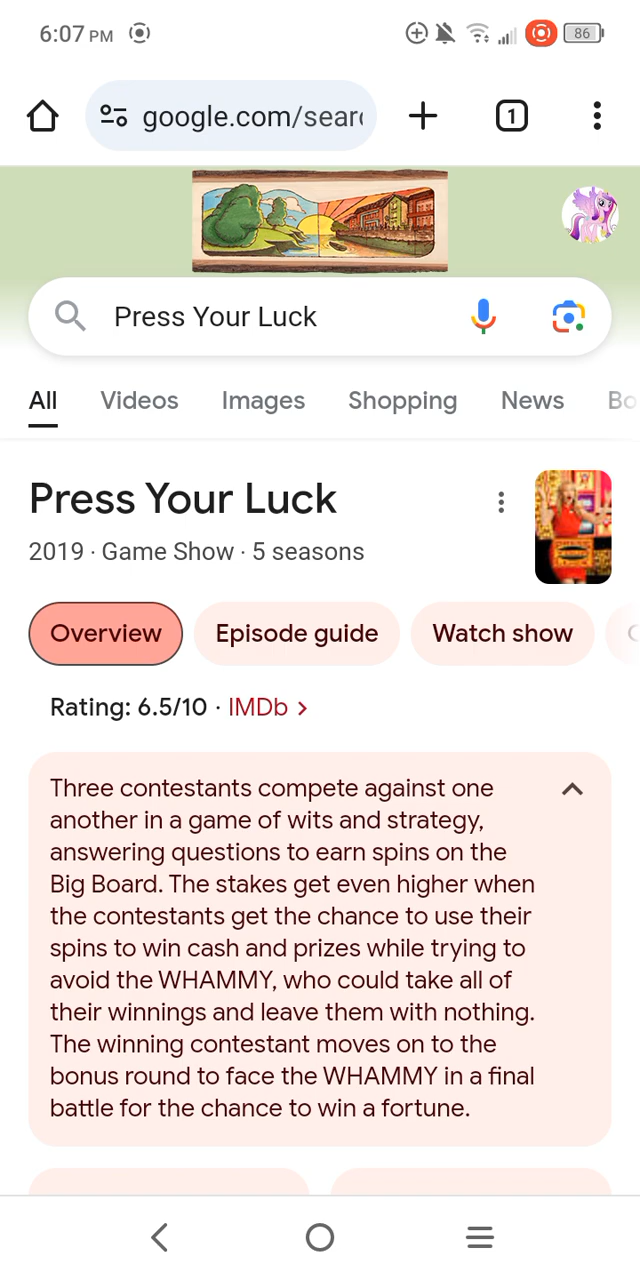 6:07 PM
86
google.com/sear
1
Press Your Luck
All Videos Images Shopping News Bo
Press Your Luck
2019 · Game Show · 5 seasons
Overview Episode guide Watch show
Rating: 6.5/10 · IMDb >
Three contestants compete against one
another in a game of wits and strategy,
answering questions to earn spins on the
Big Board. The stakes get even higher when
the contestants get the chance to use their
spins to win cash and prizes while trying to
avoid the WHAMMY, who could take all of
their winnings and leave them with nothing.
The winning contestant moves on to the
bonus round to face the WHAMMY in a final
battle for the chance to win a fortune.